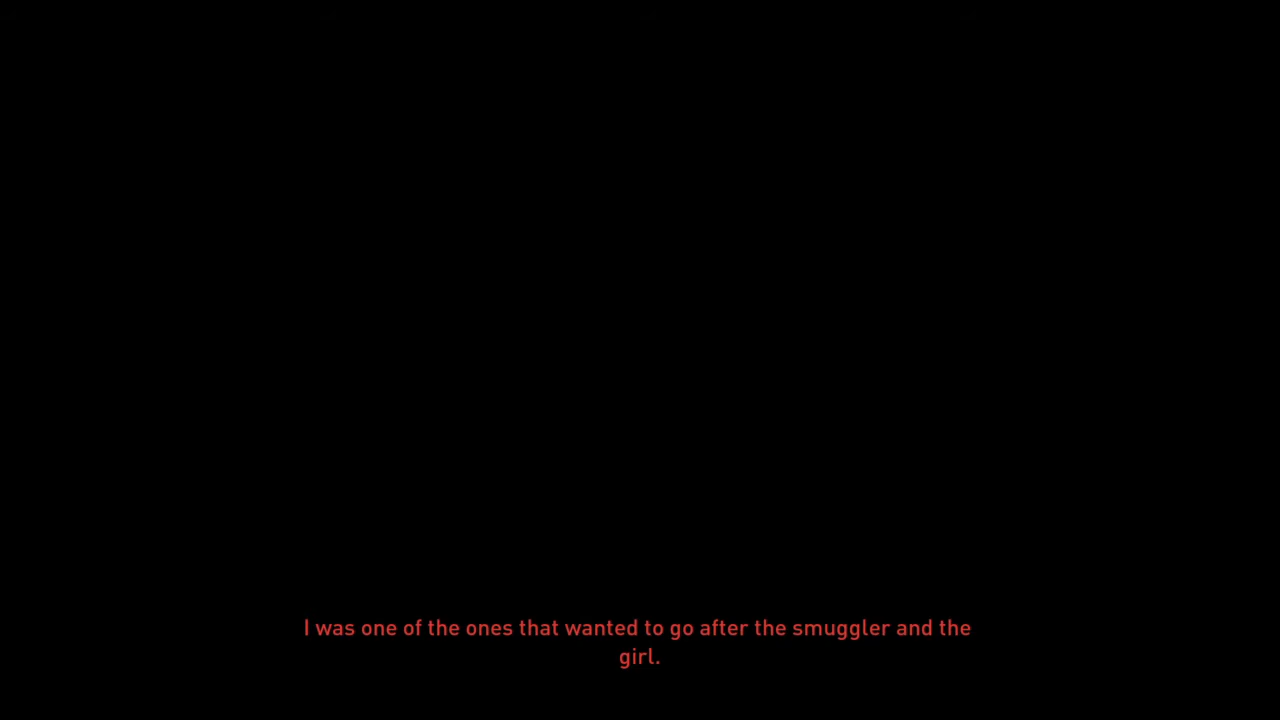 I was one of the ones that wanted to go after the smuggler and the
girl.